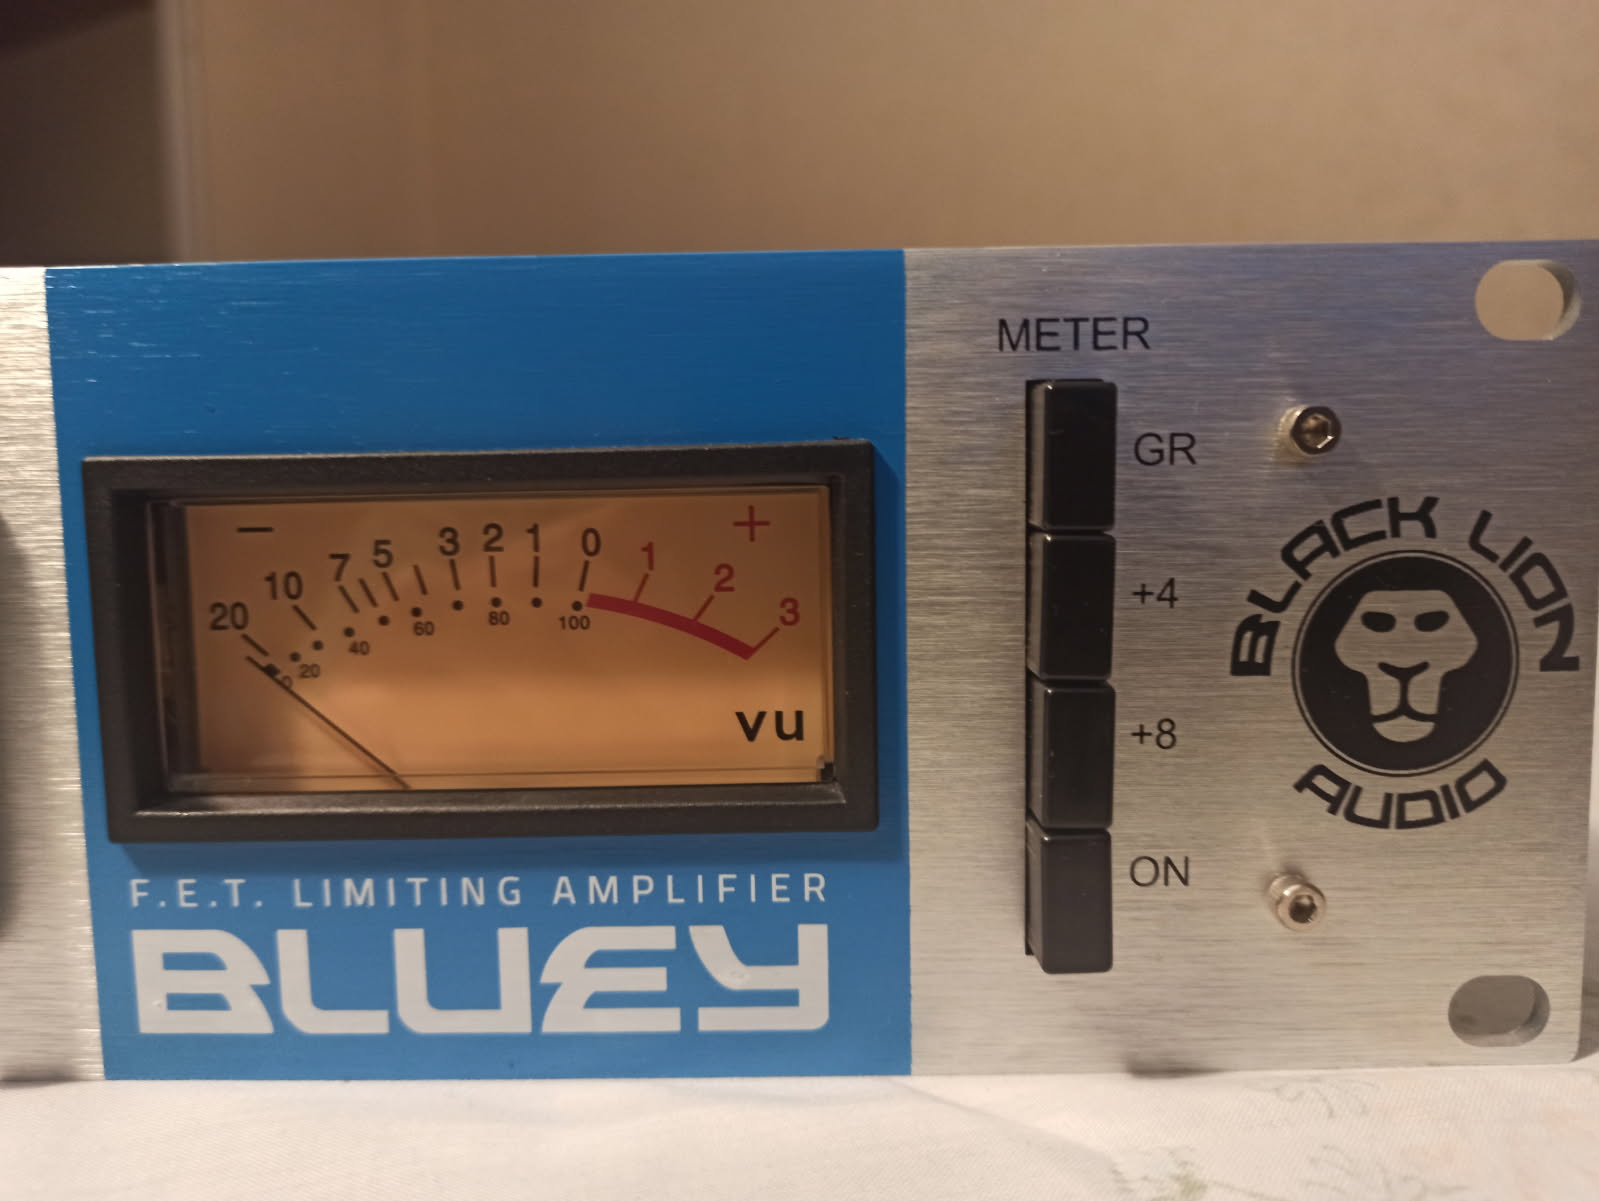 METER
GR
+4
+8
ON
BLACK LION
AUDIO
− +
20 10 7 5 3 2 1 0 1 2 3
0 20 40 60 80 100
VU
F.E.T. LIMITING AMPLIFIER
BLUEY